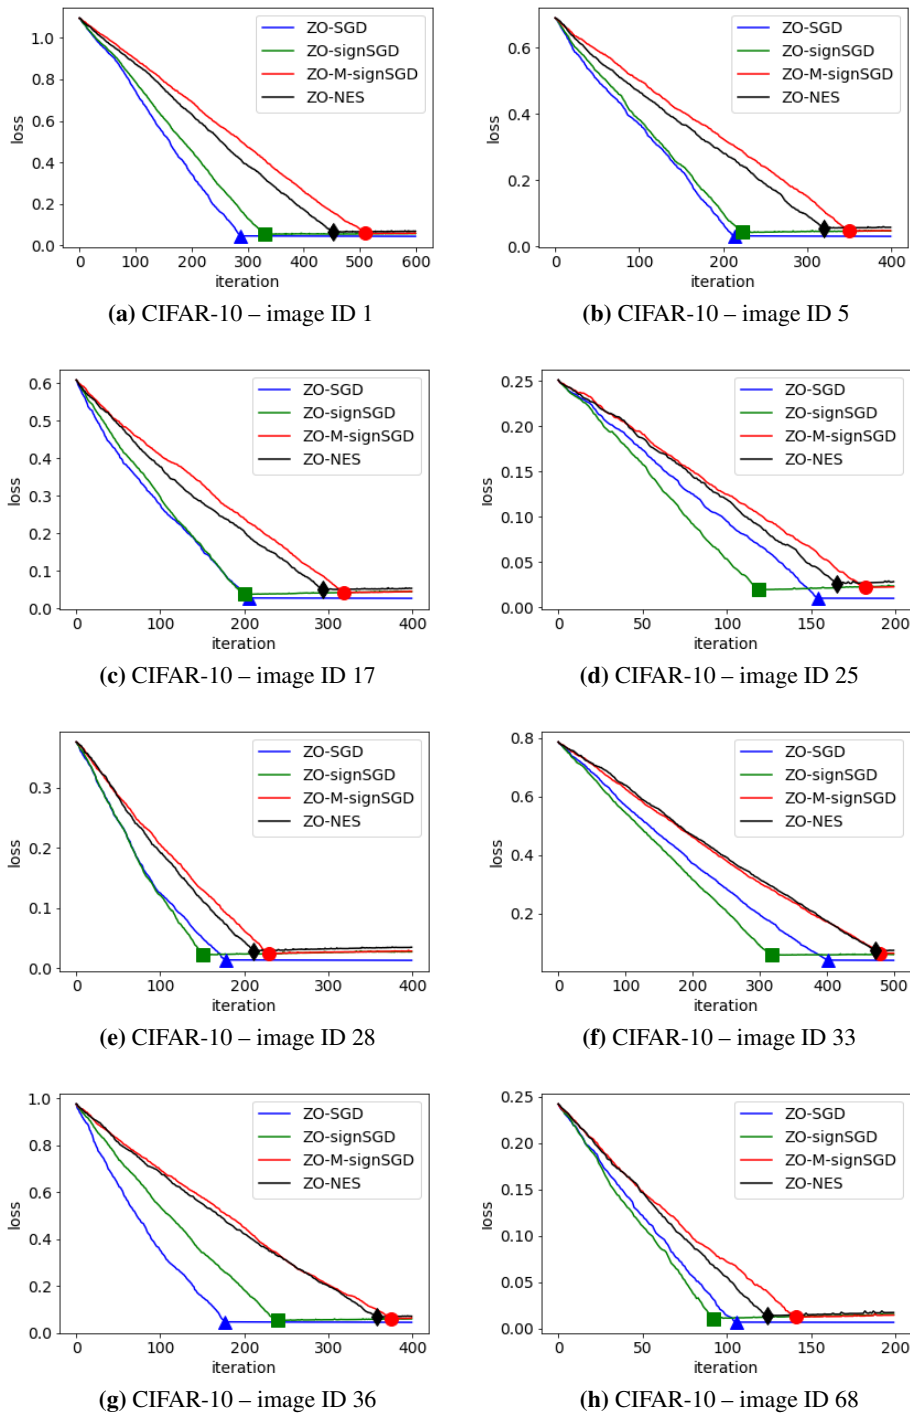 1.0
0.8
0.6
0.4
0.2
0.0
loss
ZO-SGD
ZO-signSGD
ZO-M-signSGD
ZO-NES
0 100 200 300 400 500 600
iteration
(a) CIFAR-10 – image ID 1
0.6
0.4
0.2
0.0
loss
ZO-SGD
ZO-signSGD
ZO-M-signSGD
ZO-NES
0 100 200 300 400
iteration
(b) CIFAR-10 – image ID 5
0.6
0.5
0.4
0.3
0.2
0.1
0.0
loss
ZO-SGD
ZO-signSGD
ZO-M-signSGD
ZO-NES
0 100 200 300 400
iteration
(c) CIFAR-10 – image ID 17
0.25
0.20
0.15
0.10
0.05
0.00
loss
ZO-SGD
ZO-signSGD
ZO-M-signSGD
ZO-NES
0 50 100 150 200
iteration
(d) CIFAR-10 – image ID 25
0.3
0.2
0.1
0.0
loss
ZO-SGD
ZO-signSGD
ZO-M-signSGD
ZO-NES
0 100 200 300 400
iteration
(e) CIFAR-10 – image ID 28
0.8
0.6
0.4
0.2
loss
ZO-SGD
ZO-signSGD
ZO-M-signSGD
ZO-NES
0 100 200 300 400 500
iteration
(f) CIFAR-10 – image ID 33
1.0
0.8
0.6
0.4
0.2
0.0
loss
ZO-SGD
ZO-signSGD
ZO-M-signSGD
ZO-NES
0 100 200 300 400
iteration
(g) CIFAR-10 – image ID 36
0.25
0.20
0.15
0.10
0.05
0.00
loss
ZO-SGD
ZO-signSGD
ZO-M-signSGD
ZO-NES
0 50 100 150 200
iteration
(h) CIFAR-10 – image ID 68